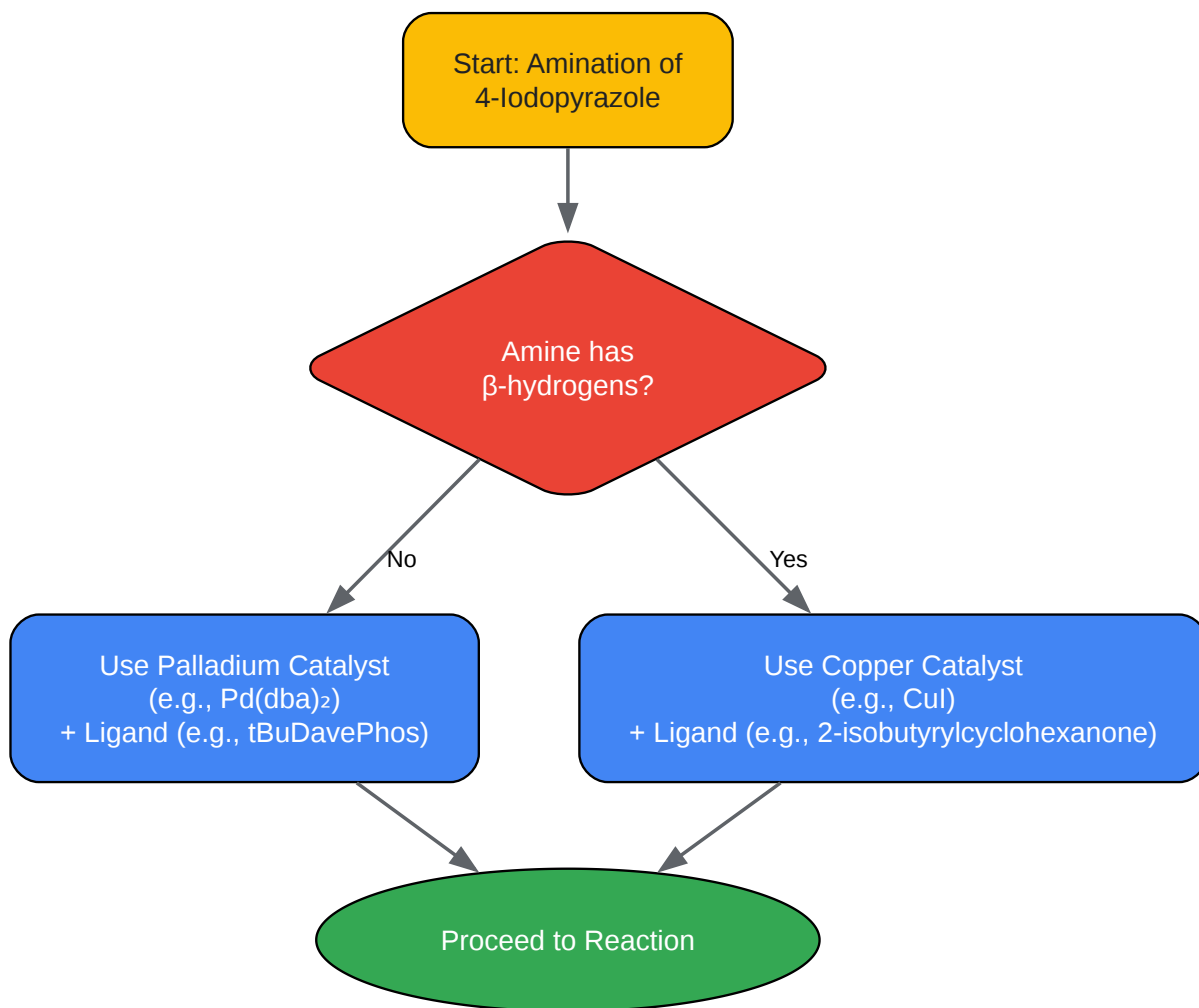 Start: Amination of
4-Iodopyrazole
Amine has
β-hydrogens?
No
Yes
Use Palladium Catalyst
(e.g., Pd(dba)₂)
+ Ligand (e.g., tBuDavePhos)
Use Copper Catalyst
(e.g., CuI)
+ Ligand (e.g., 2-isobutyrylcyclohexanone)
Proceed to Reaction